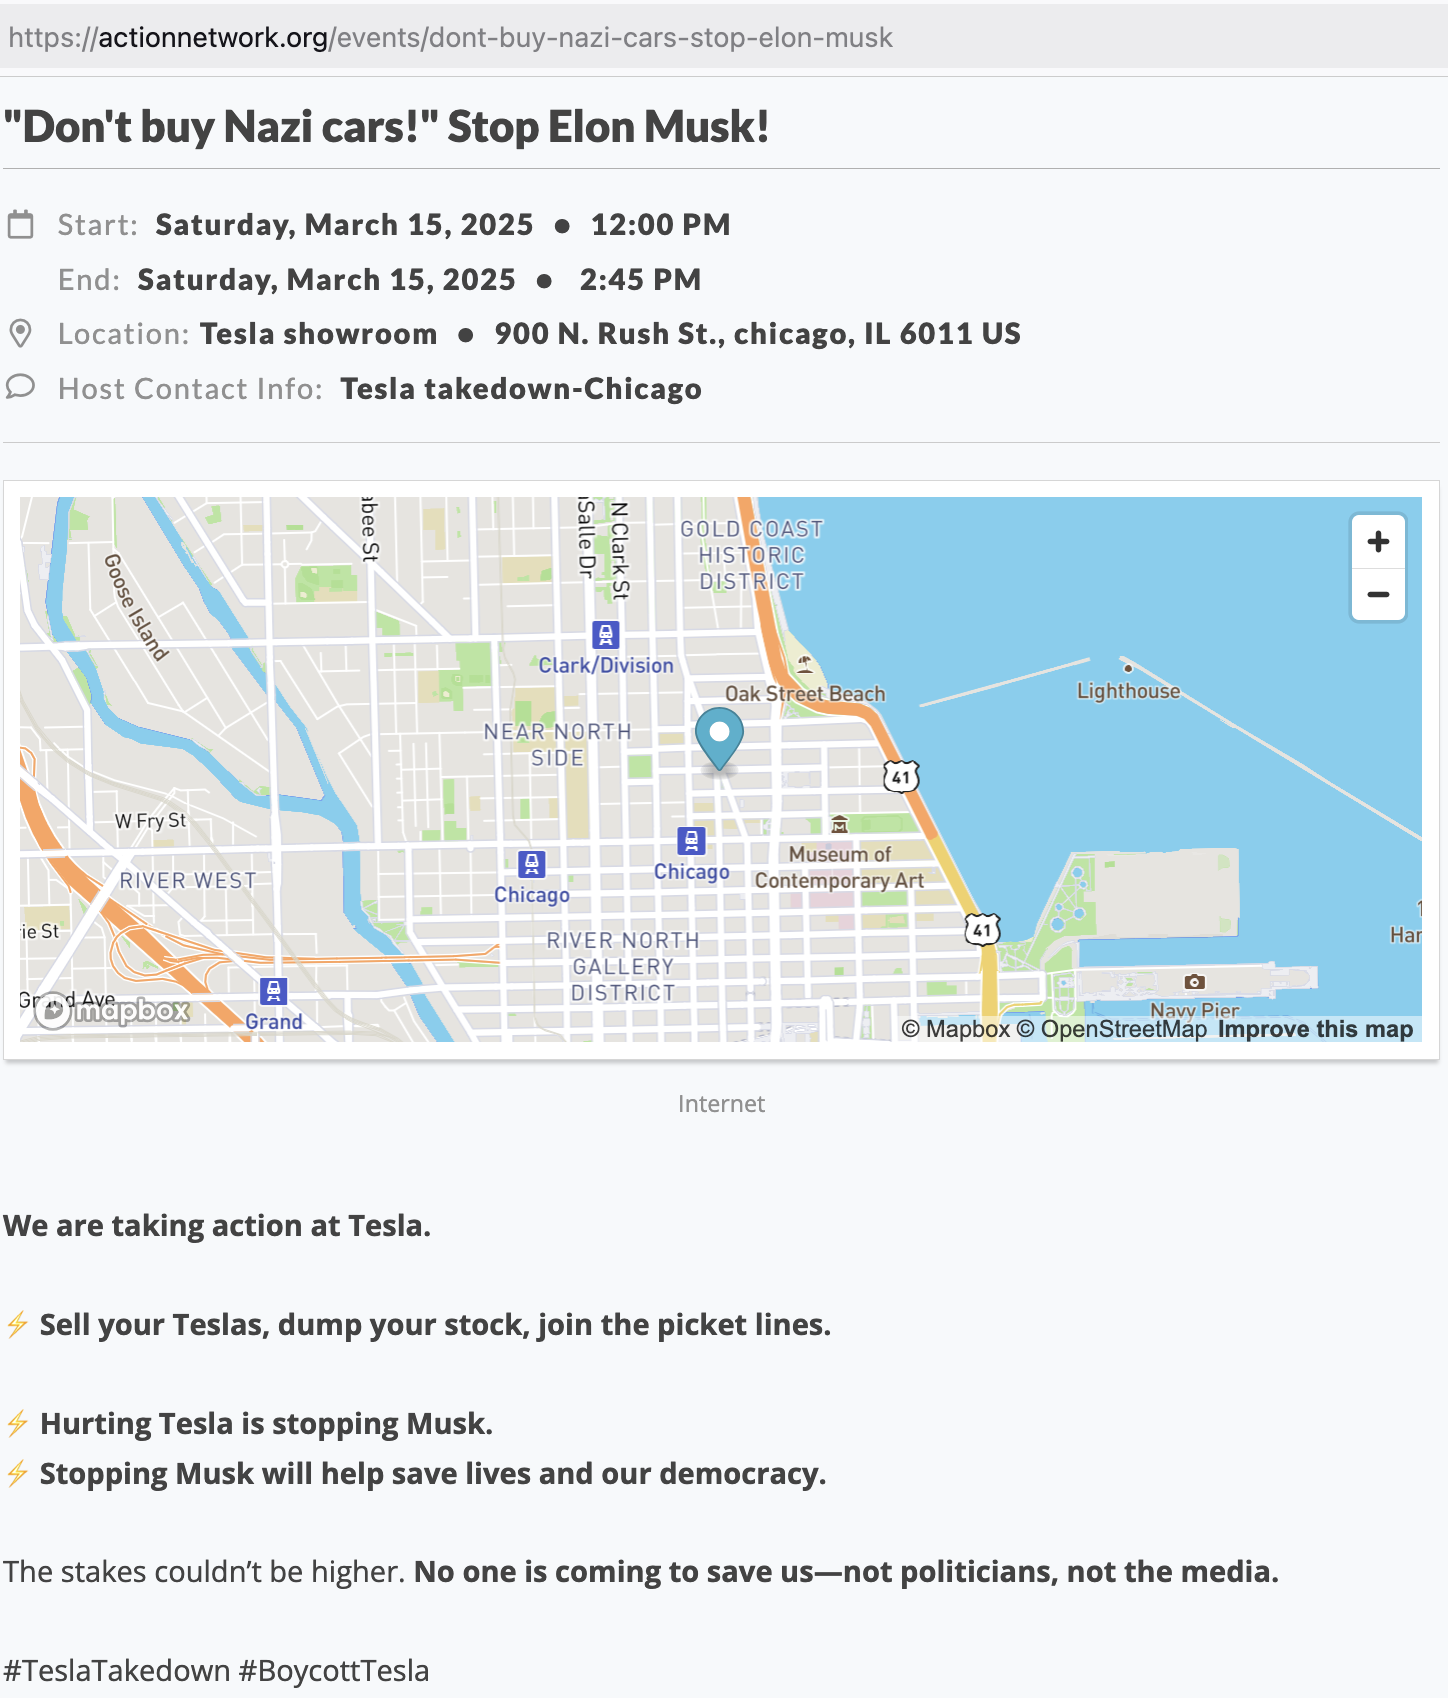 https://actionnetwork.org/events/dont-buy-nazi-cars-stop-elon-musk
"Don't buy Nazi cars!" Stop Elon Musk!
Start: Saturday, March 15, 2025 ● 12:00 PM
End: Saturday, March 15, 2025 ● 2:45 PM
Location: Tesla showroom ● 900 N. Rush St., chicago, IL 6011 US
Host Contact Info: Tesla takedown-Chicago
abee St
aSalle Dr
N Clark St
GOLD COAST
HISTORIC
DISTRICT
+
−
Goose Island
Clark/Division
Oak Street Beach
Lighthouse
NEAR NORTH
SIDE
41
W Fry St
Chicago
Museum of
Contemporary Art
RIVER WEST
Chicago
ie St
41
Har
RIVER NORTH
GALLERY
DISTRICT
Grand Ave
mapbox
Grand
Navy Pier
© Mapbox © OpenStreetMap Improve this map
Internet
We are taking action at Tesla.
⚡ Sell your Teslas, dump your stock, join the picket lines.
⚡ Hurting Tesla is stopping Musk.
⚡ Stopping Musk will help save lives and our democracy.
The stakes couldn’t be higher. No one is coming to save us—not politicians, not the media.
#TeslaTakedown #BoycottTesla